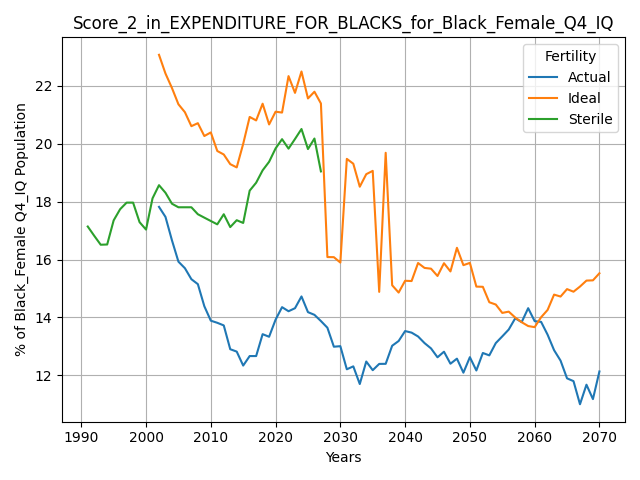 Score_2_in_EXPENDITURE_FOR_BLACKS_for_Black_Female_Q4_IQ
Fertility
Actual
Ideal
Sterile
% of Black_Female Q4_IQ Population
22
20
18
16
14
12
1990 2000 2010 2020 2030 2040 2050 2060 2070
Years